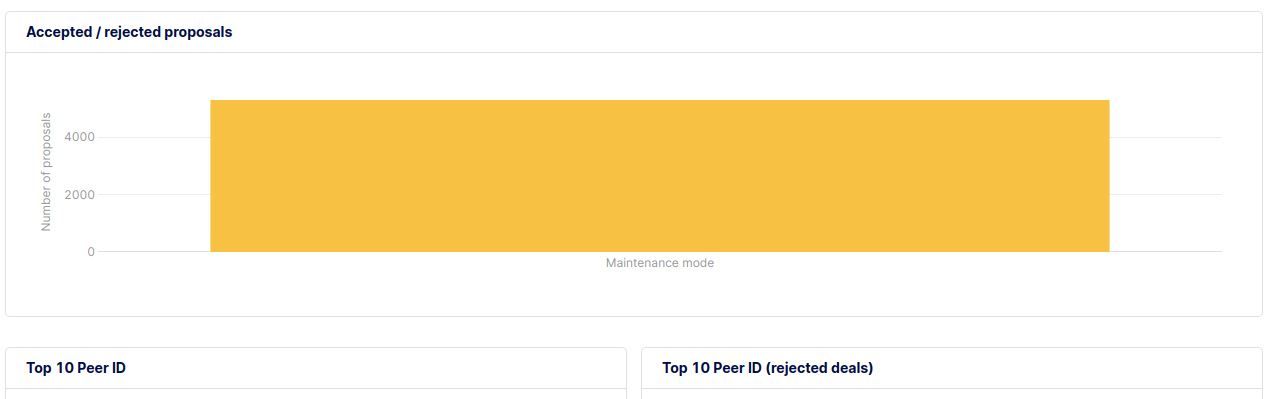 Accepted / rejected proposals
Number of proposals
4000
2000
0
Maintenance mode
Top 10 Peer ID
Top 10 Peer ID (rejected deals)